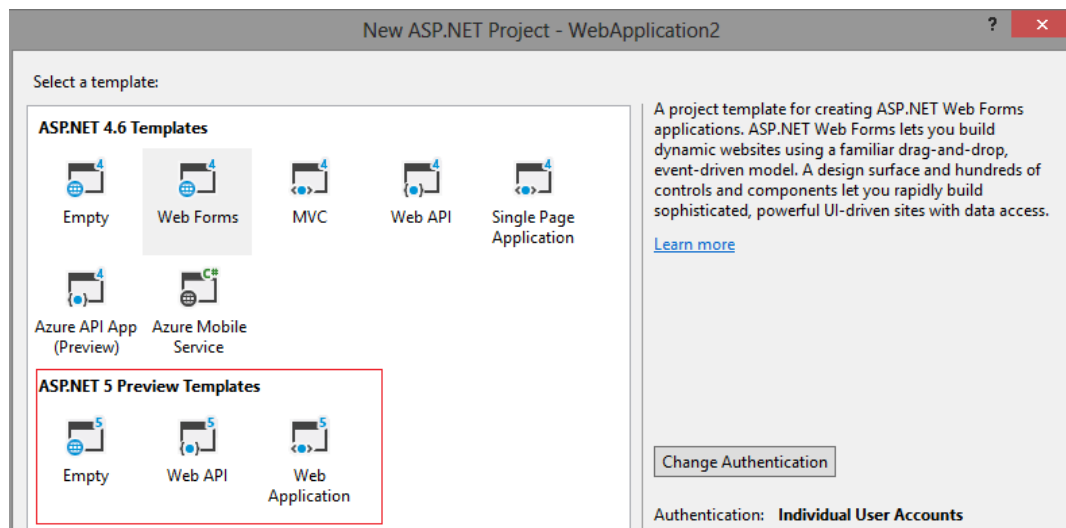 New ASP.NET Project - WebApplication2
?
Select a template:
ASP.NET 4.6 Templates
4
Empty
4
Web Forms
4
MVC
4
Web API
4
Single Page
Application
4
Azure API App
(Preview)
C#
Azure Mobile
Service
ASP.NET 5 Preview Templates
5
Empty
5
Web API
5
Web
Application
A project template for creating ASP.NET Web Forms
applications. ASP.NET Web Forms lets you build
dynamic websites using a familiar drag-and-drop,
event-driven model. A design surface and hundreds of
controls and components let you rapidly build
sophisticated, powerful UI-driven sites with data access.
Learn more
Change Authentication
Authentication: Individual User Accounts